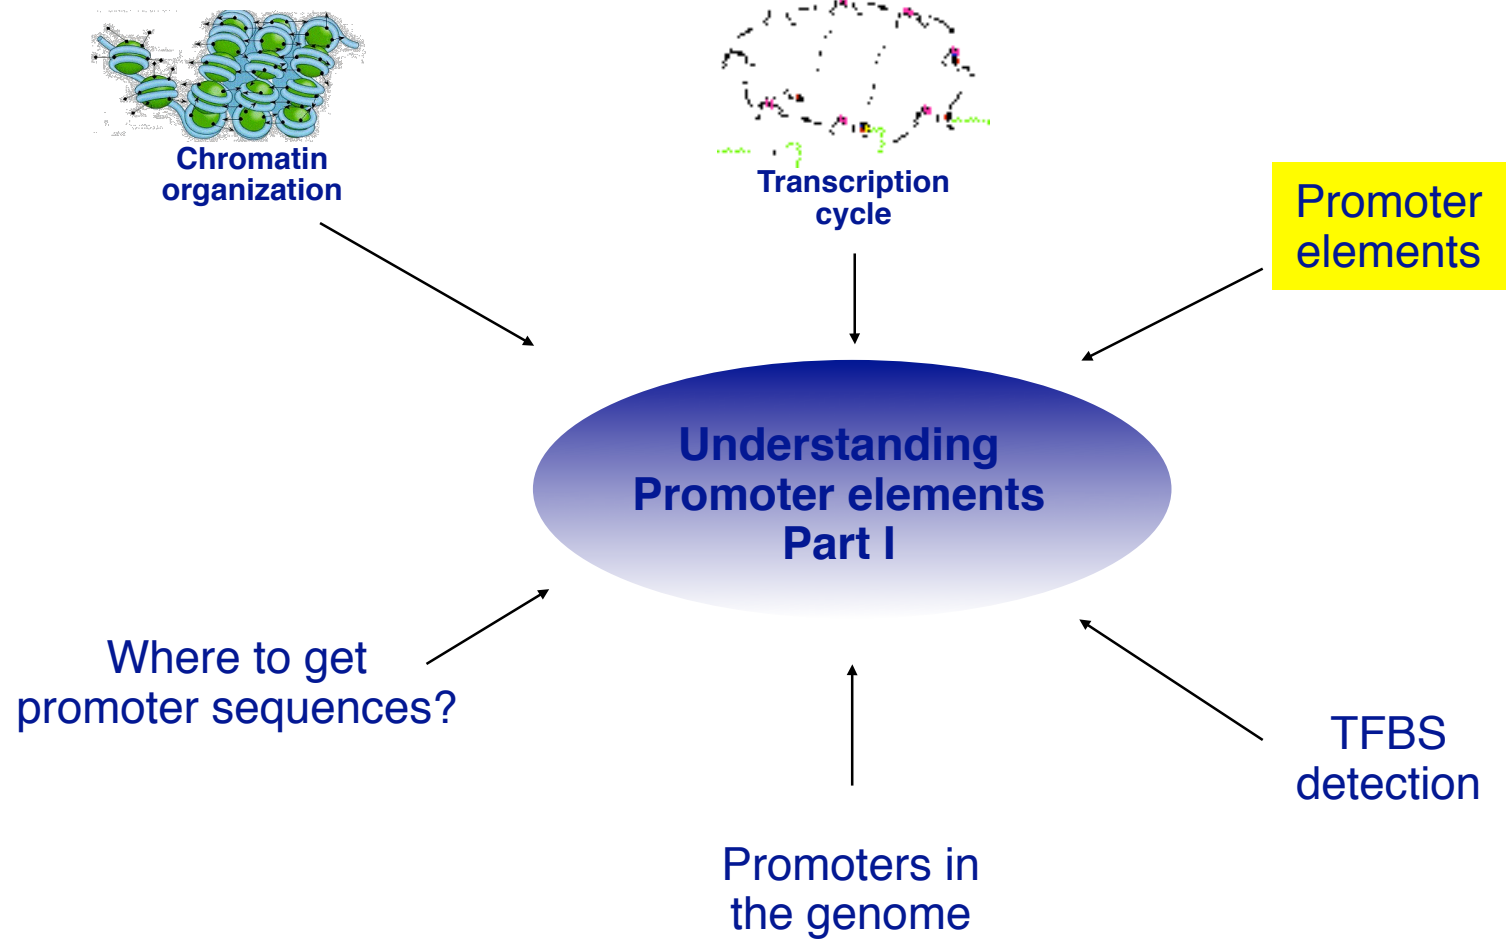 Chromatin
organization
Transcription
cycle
Promoter
elements
Understanding
Promoter elements
Part I
Where to get
promoter sequences?
TFBS
detection
Promoters in
the genome